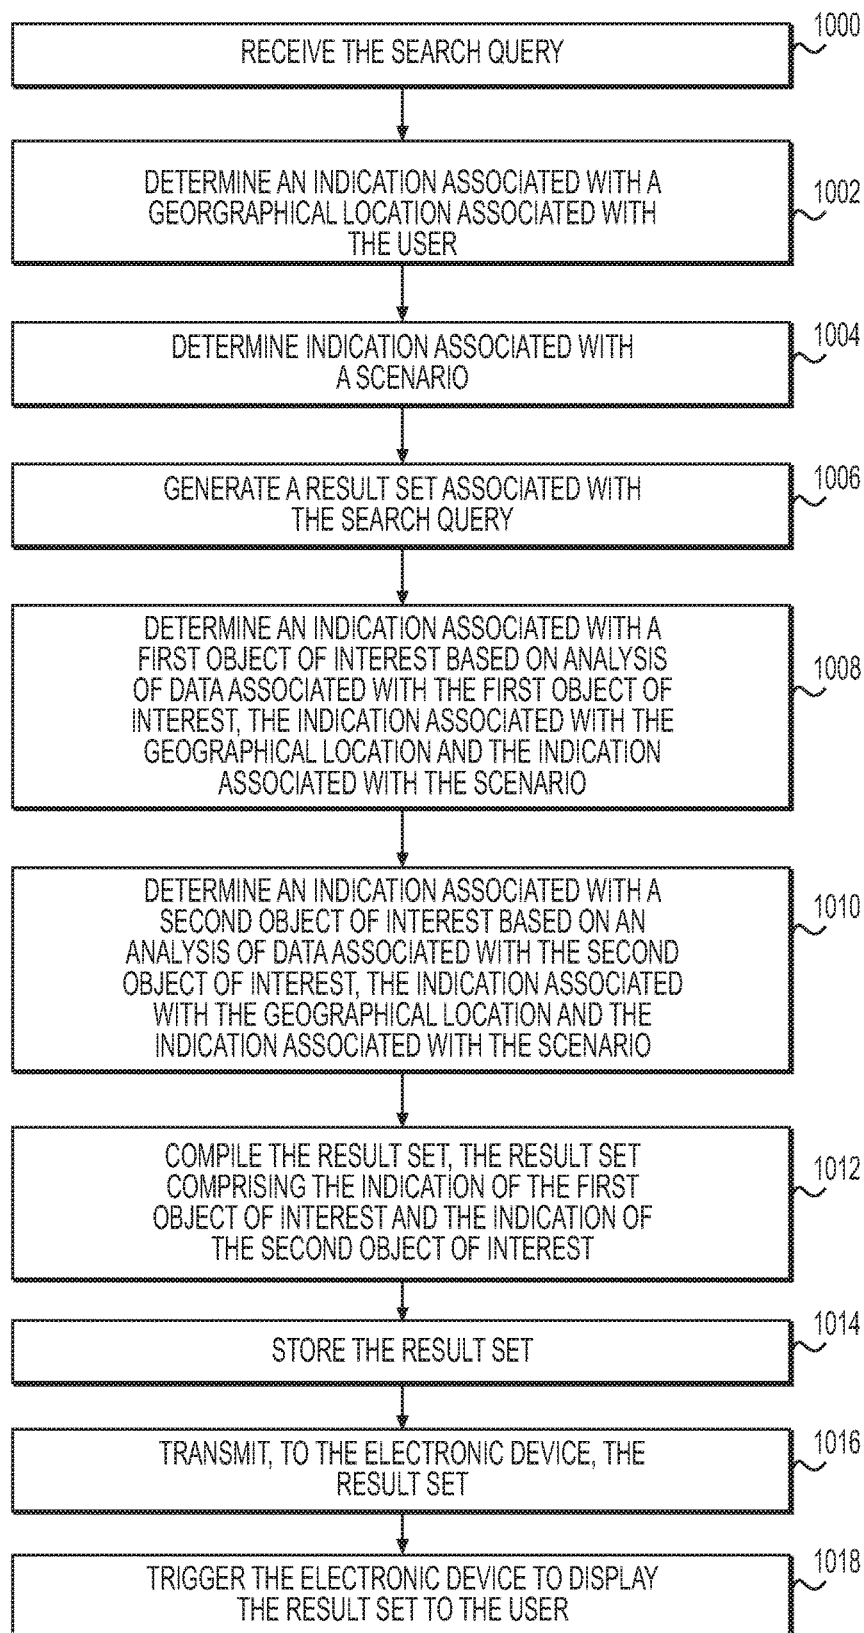 1000
RECEIVE THE SEARCH QUERY
DETERMINE AN INDICATION ASSOCIATED WITH A
GEORGRAPHICAL LOCATION ASSOCIATED WITH
THE USER
1002
DETERMINE INDICATION ASSOCIATED WITH
A SCENARIO
1004
GENERATE A RESULT SET ASSOCIATED WITH
THE SEARCH QUERY
1006
DETERMINE AN INDICATION ASSOCIATED WITH A
FIRST OBJECT OF INTEREST BASED ON ANALYSIS
OF DATA ASSOCIATED WITH THE FIRST OBJECT OF
INTEREST, THE INDICATION ASSOCIATED WITH THE
GEOGRAPHICAL LOCATION AND THE INDICATION
ASSOCIATED WITH THE SCENARIO
1008
DETERMINE AN INDICATION ASSOCIATED WITH A
SECOND OBJECT OF INTEREST BASED ON AN
ANALYSIS OF DATA ASSOCIATED WITH THE SECOND
OBJECT OF INTEREST, THE INDICATION ASSOCIATED
WITH THE GEOGRAPHICAL LOCATION AND THE
INDICATION ASSOCIATED WITH THE SCENARIO
1010
COMPILE THE RESULT SET, THE RESULT SET
COMPRISING THE INDICATION OF THE FIRST
OBJECT OF INTEREST AND THE INDICATION OF
THE SECOND OBJECT OF INTEREST
1012
STORE THE RESULT SET
1014
TRANSMIT, TO THE ELECTRONIC DEVICE, THE
RESULT SET
1016
TRIGGER THE ELECTRONIC DEVICE TO DISPLAY
THE RESULT SET TO THE USER
1018